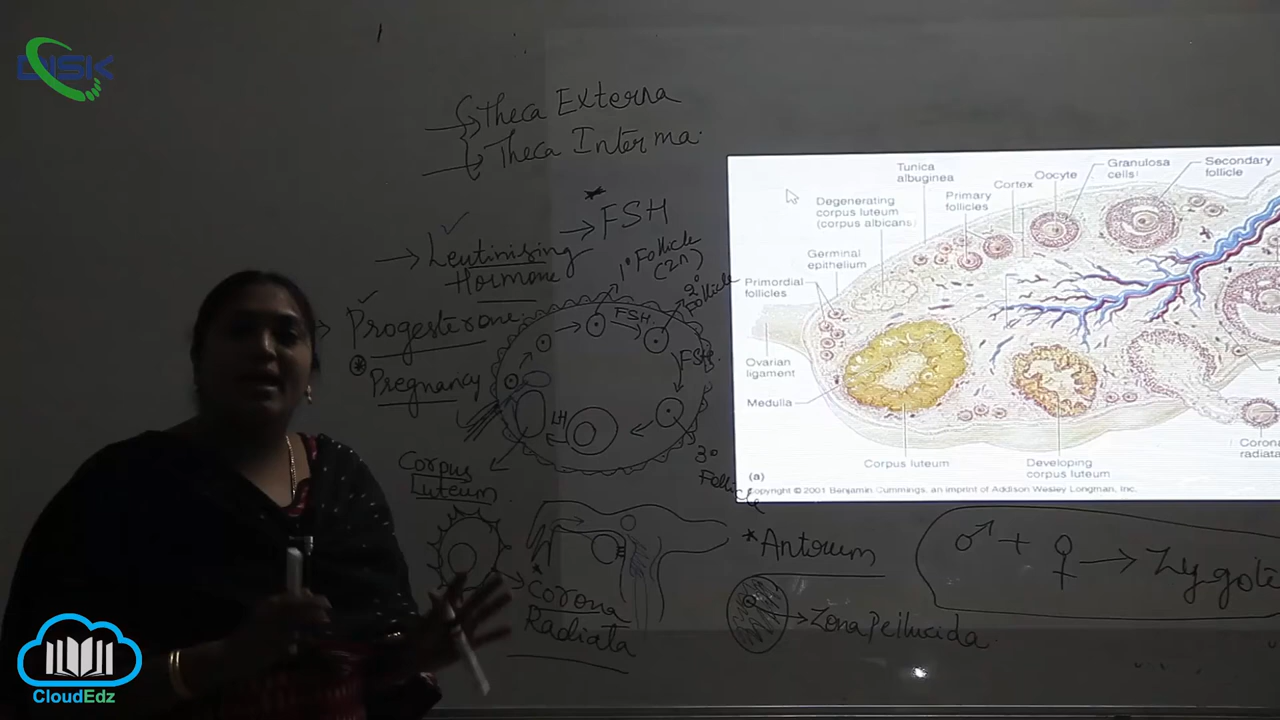 DISK
Theca Externa
Theca Interma.
FSH
Leutinising
Hormone
Progesterone
Pregnancy
1° Follicle
(2n)
2°
Follicle
FSH
FSH
3°
Follicle
LH
Corpus
Luteum
Corona
Radiata
Antrum
Zona Pellucida
♂ + ♀ → Zygote
Tunica
albuginea
Cortex
Oocyte
Granulosa
cells
Secondary
follicle
Primary
follicles
Degenerating
corpus luteum
(corpus albicans)
Germinal
epithelium
Primordial
follicles
Ovarian
ligament
Medulla
Corpus luteum
Developing
corpus luteum
Corona
radiata
(a)
Copyright © 2001 Benjamin Cummings, an imprint of Addison Wesley Longman, Inc.
CloudEdz